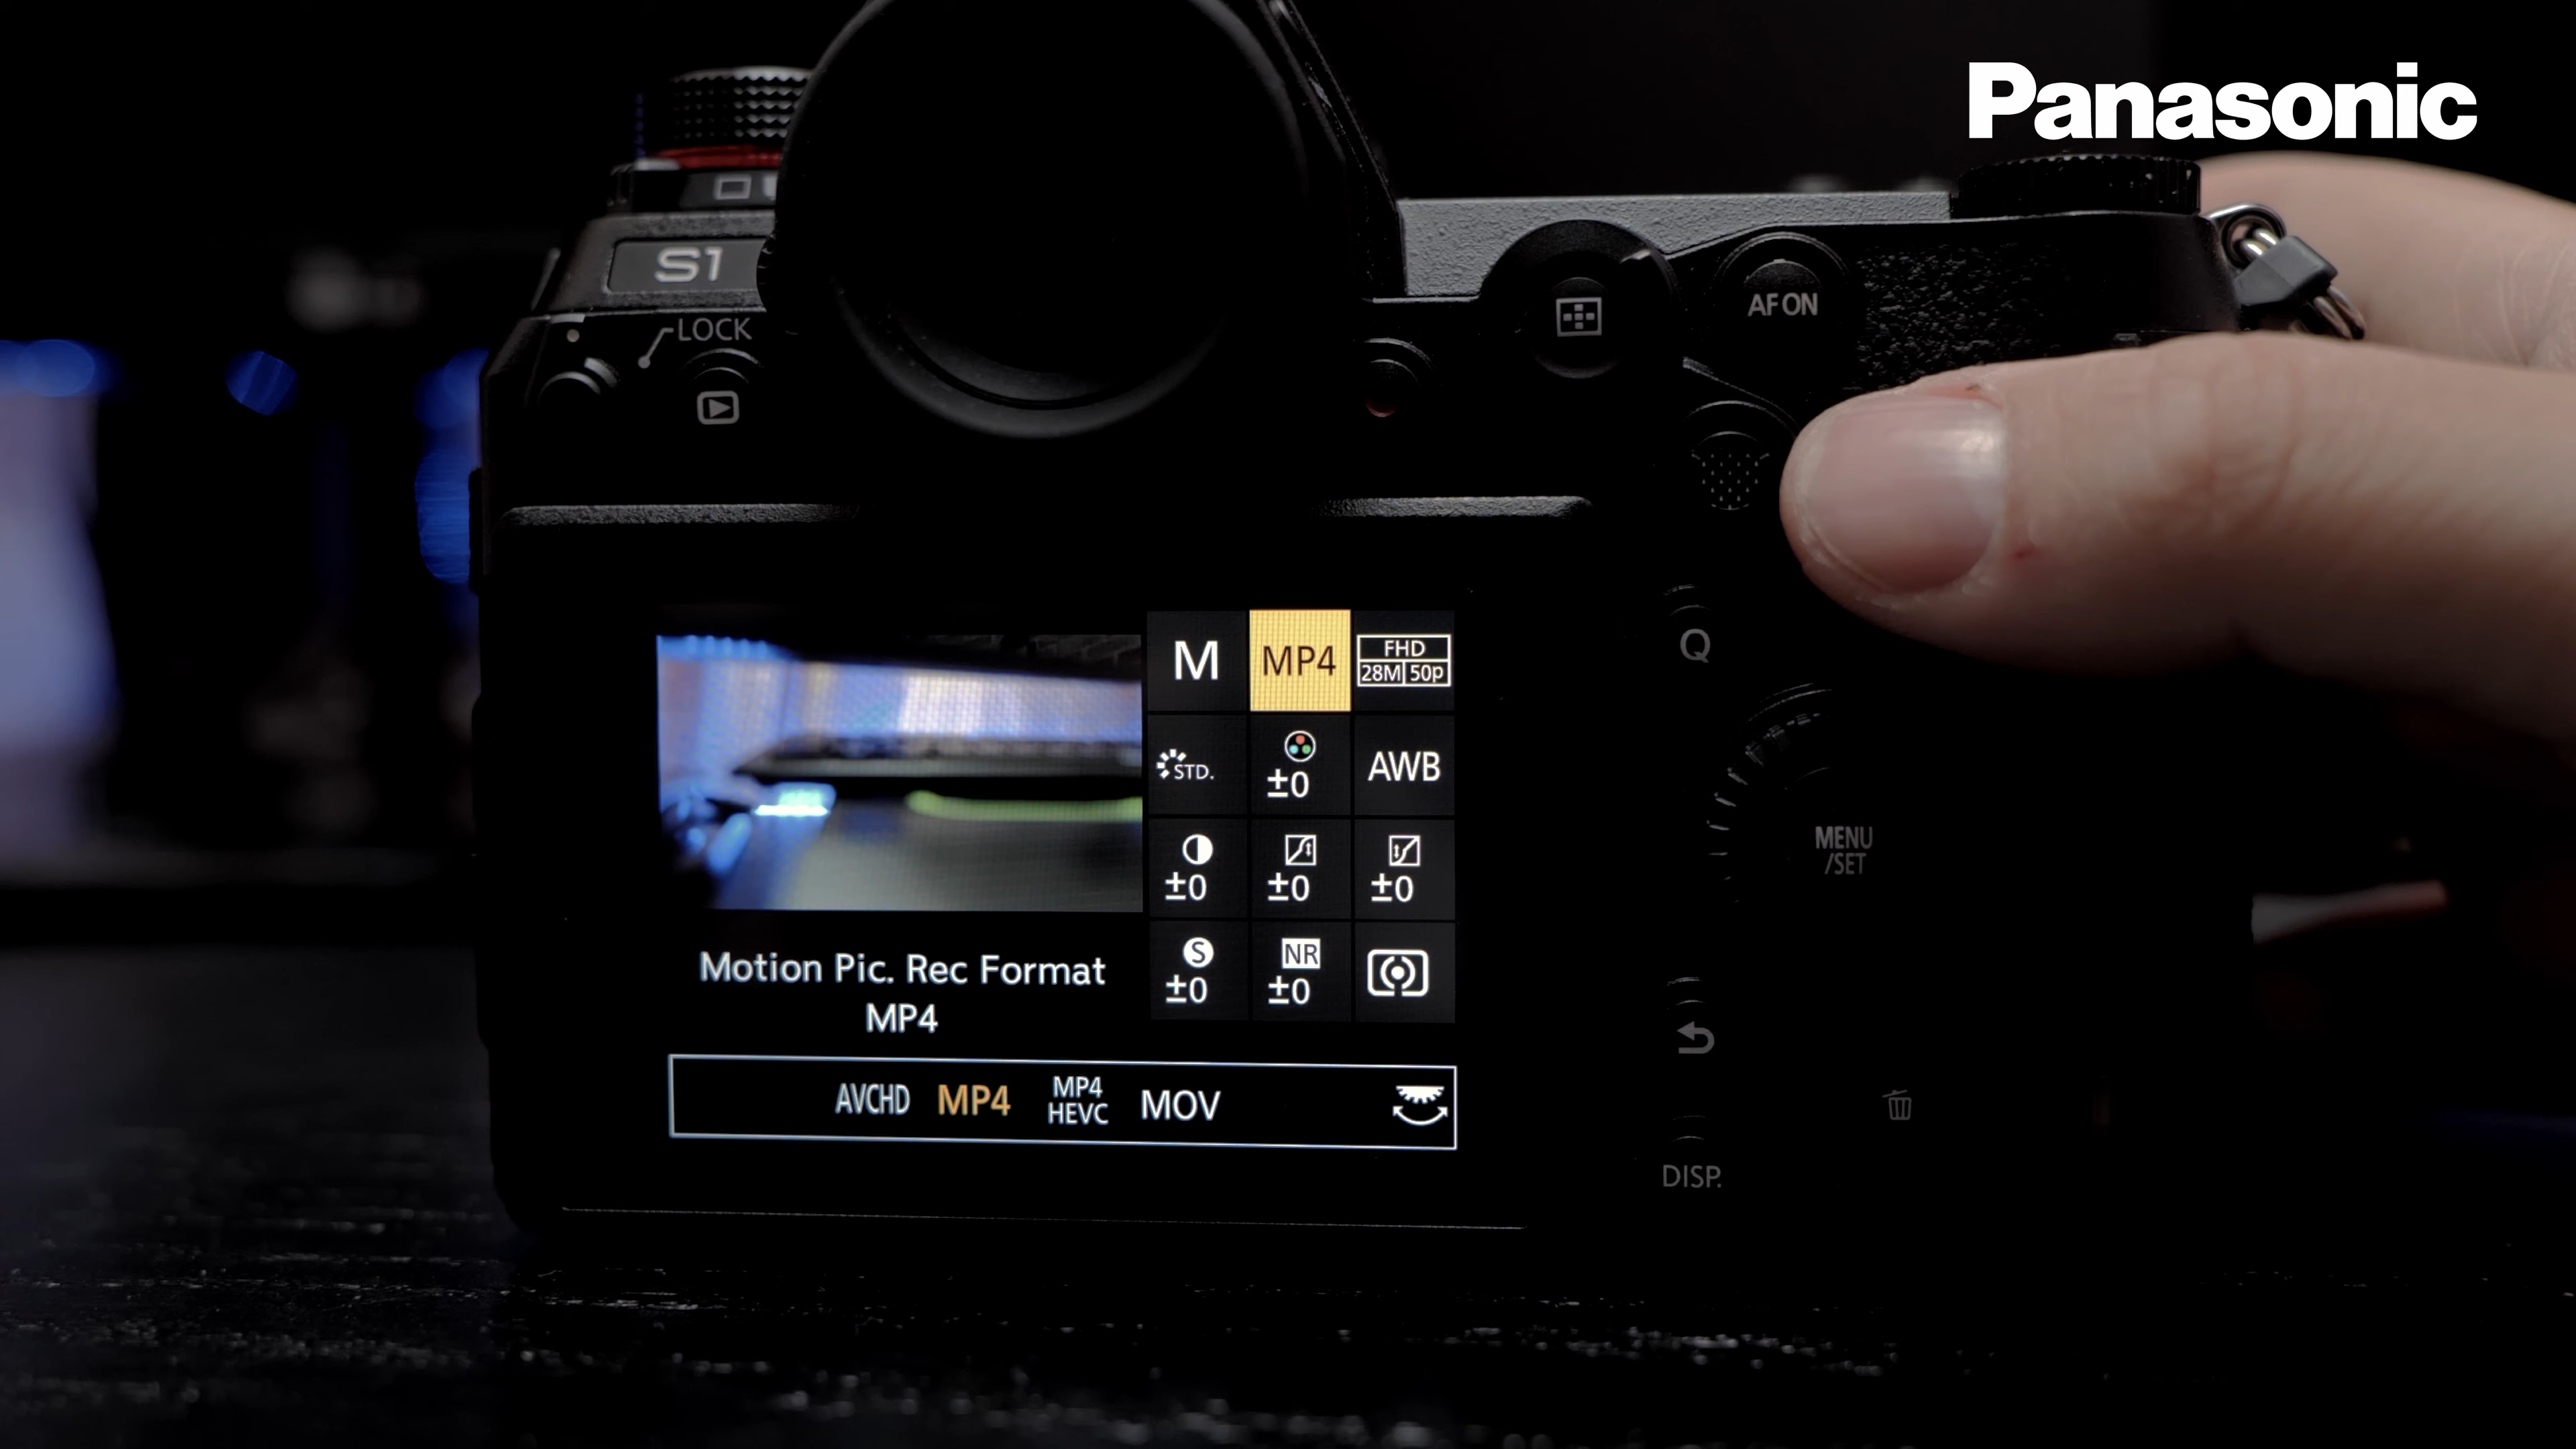 Panasonic
S1
LOCK
AF ON
Q
M
MP4
FHD
28M 50p
STD.
±0
AWB
±0
±0
±0
S
±0
NR
±0
Motion Pic. Rec Format
MP4
AVCHD
MP4
MP4
HEVC
MOV
MENU
/SET
DISP.